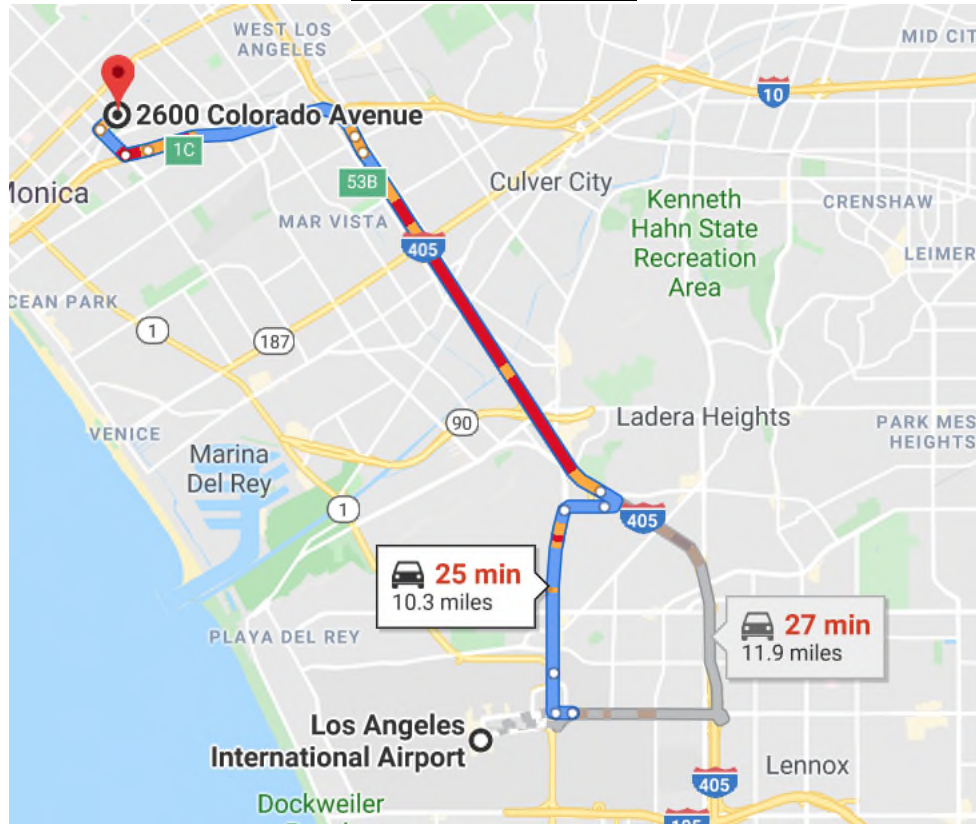 WEST LOS
ANGELES
MID CIT
10
2600 Colorado Avenue
1C
53B
Monica
Culver City
MAR VISTA
405
Kenneth
Hahn State
Recreation
Area
CRENSHAW
LEIMER
CEAN PARK
1
187
90
Ladera Heights
VENICE
PARK MES
HEIGHTS
Marina
Del Rey
1
405
25 min
10.3 miles
27 min
11.9 miles
PLAYA DEL REY
Los Angeles
International Airport
Lennox
405
Dockweiler